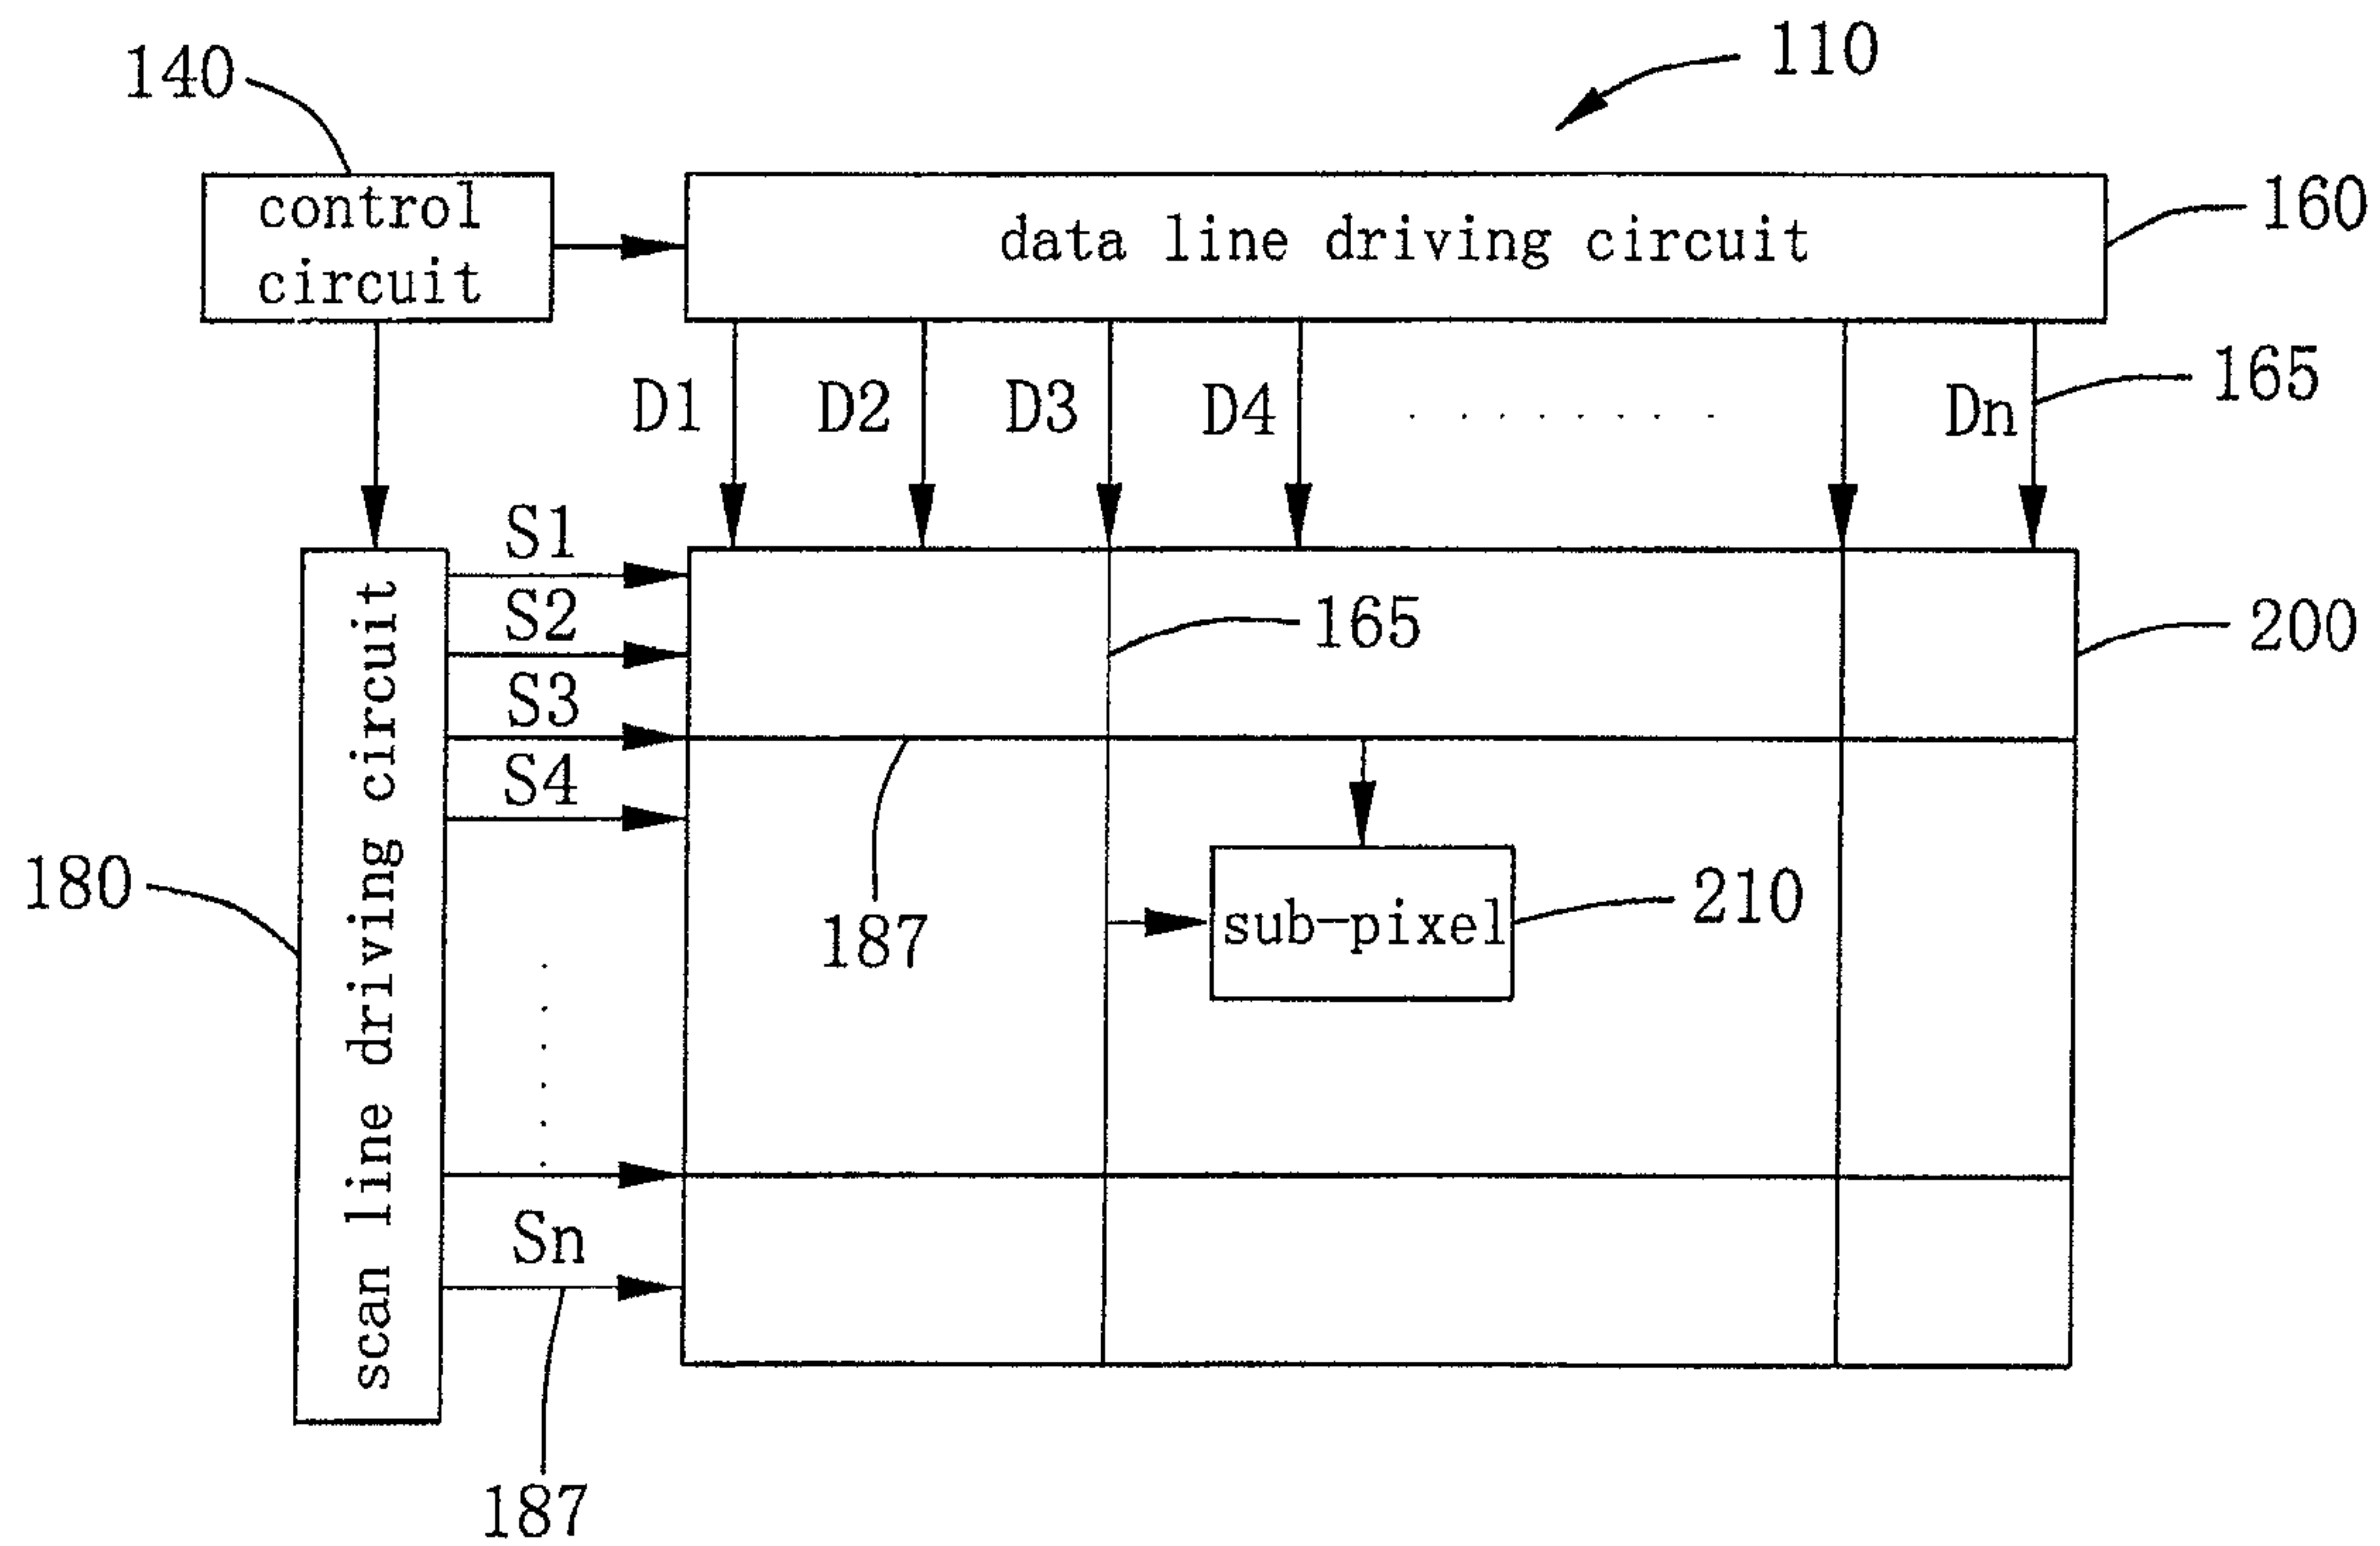 110
140
control
circuit
data line driving circuit
160
D1
D2
D3
D4
. . . . . . . .
Dn
165
S1
S2
S3
S4
. . . . . .
Sn
scan line driving circuit
180
165
200
187
sub-pixel
210
187